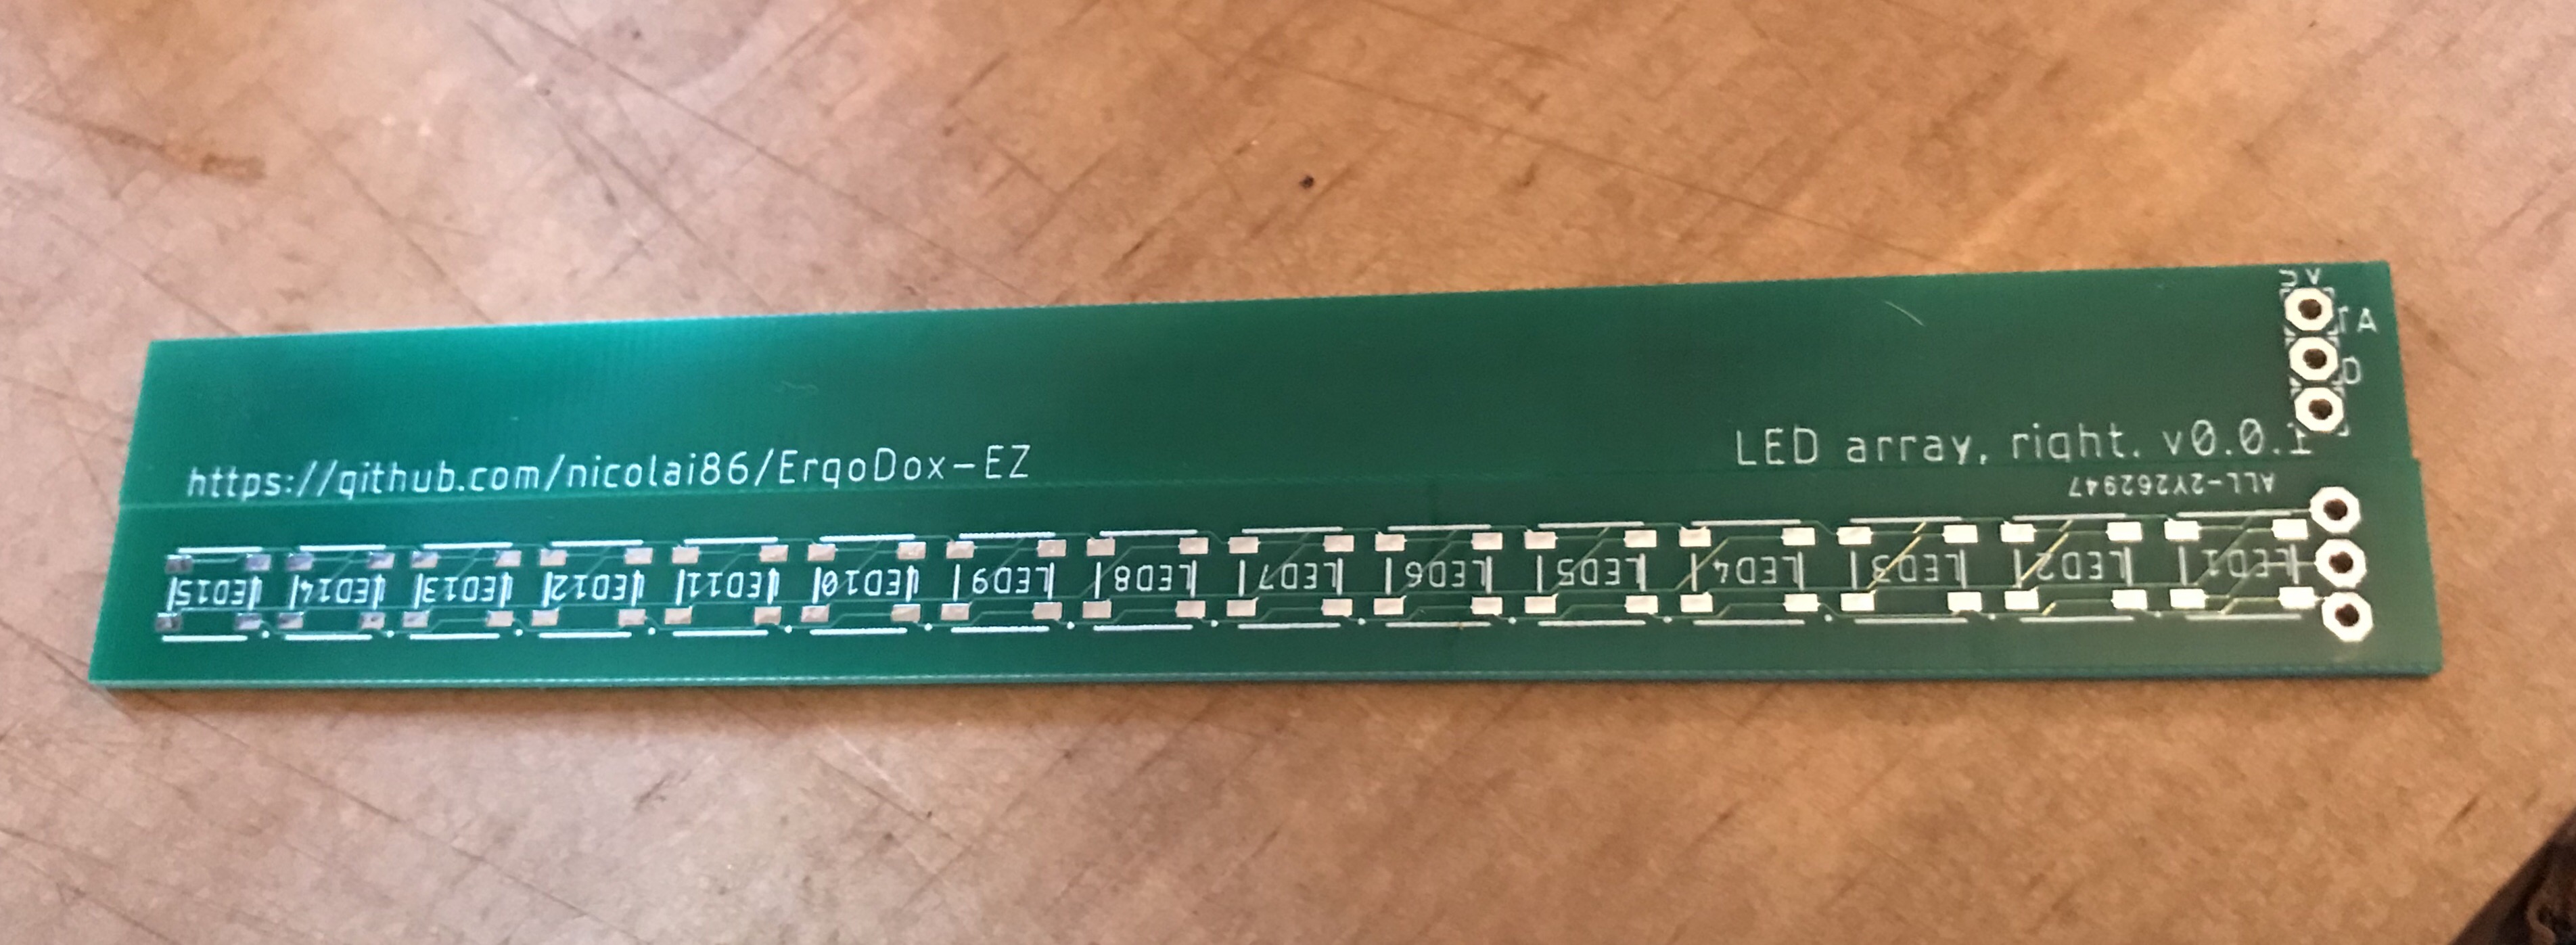 5V
TA
D
https://github.com/nicolai86/ErgoDox-EZ
LED array, right. v0.0.1
ALL-2Y262947
LED15 LED14 LED13 LED12 LED11 LED10 LED9 LED8 LED7 LED6 LED5 LED4 LED3 LED2 LED1